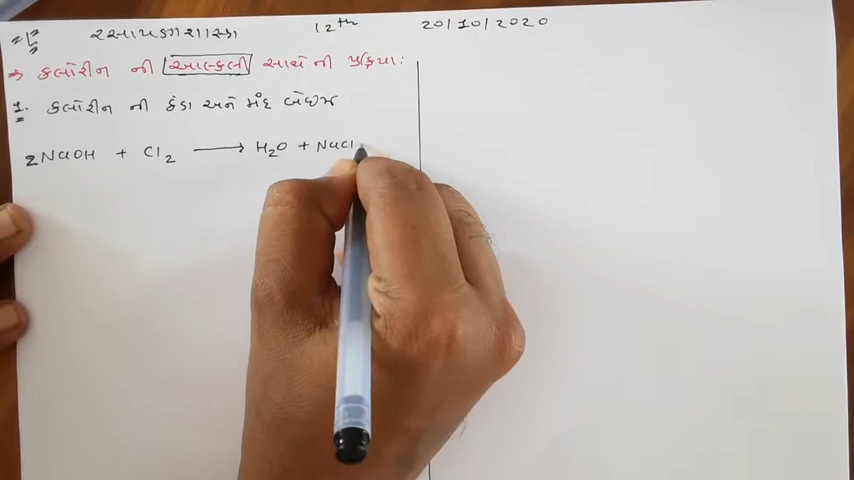 રસાયણશાસ્ત્ર 12th 20/10/2020
⇒ ક્લોરીન ની આલ્કલી સાથે ની પ્રક્રિયા:
1. ક્લોરીન ની ઠંડા અને મંદ બેઇઝ
2NaOH + Cl2 → H2O + NaCl